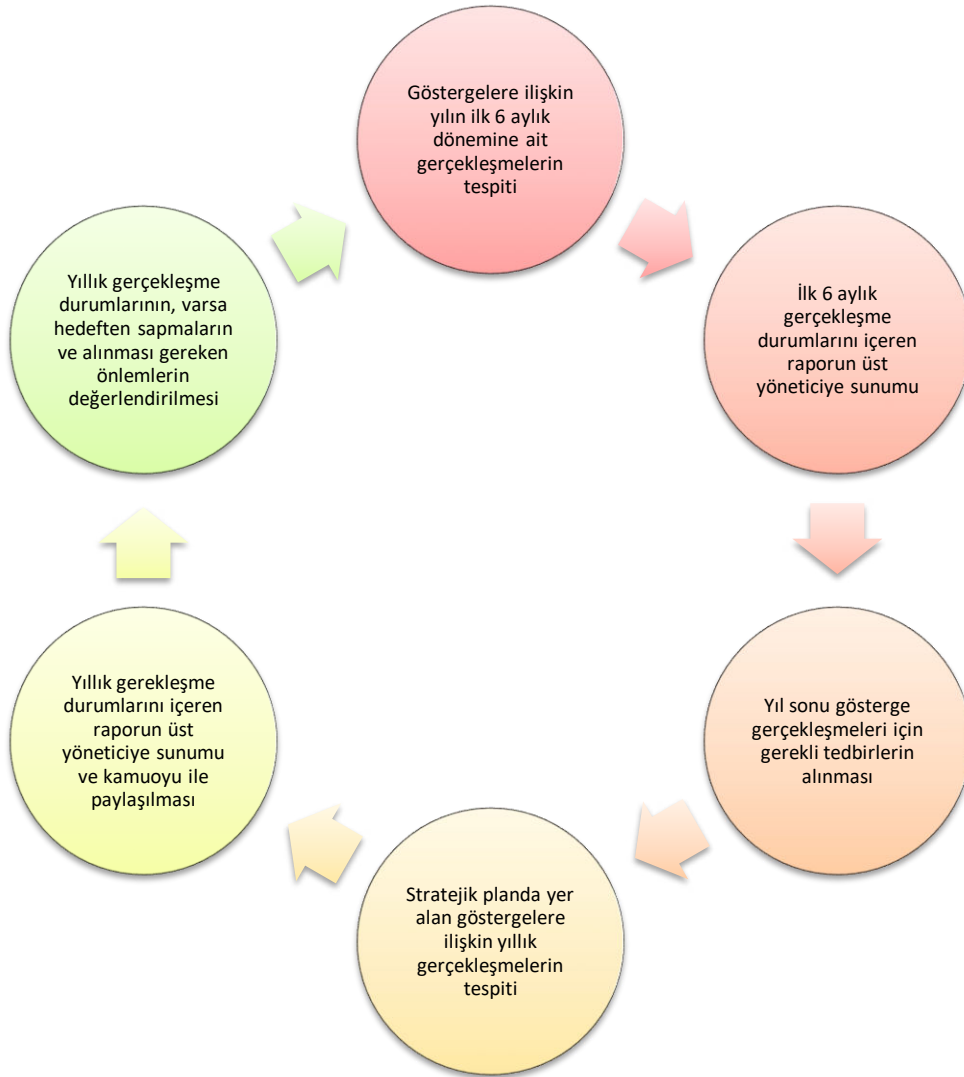 Göstergelere ilişkin
yılın ilk 6 aylık
dönemine ait
gerçekleşmelerin
tespiti
İlk 6 aylık
gerçekleşme
durumlarını içeren
raporun üst
yöneticiye sunumu
Yıl sonu gösterge
gerçekleşmeleri için
gerekli tedbirlerin
alınması
Stratejik planda yer
alan göstergelere
ilişkin yıllık
gerçekleşmelerin
tespiti
Yıllık gerekleşme
durumlarını içeren
raporun üst
yöneticiye sunumu
ve kamuoyu ile
paylaşılması
Yıllık gerçekleşme
durumlarının, varsa
hedeften sapmaların
ve alınması gereken
önlemlerin
değerlendirilmesi